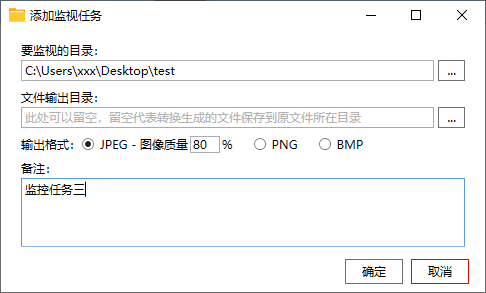 添加监视任务
要监视的目录：
C:\Users\xxx\Desktop\test ...
文件输出目录：
此处可以留空，留空代表转换生成的文件保存到原文件所在目录 ...
输出格式： JPEG - 图像质量 80 % PNG BMP
备注：
监控任务三
确定 取消